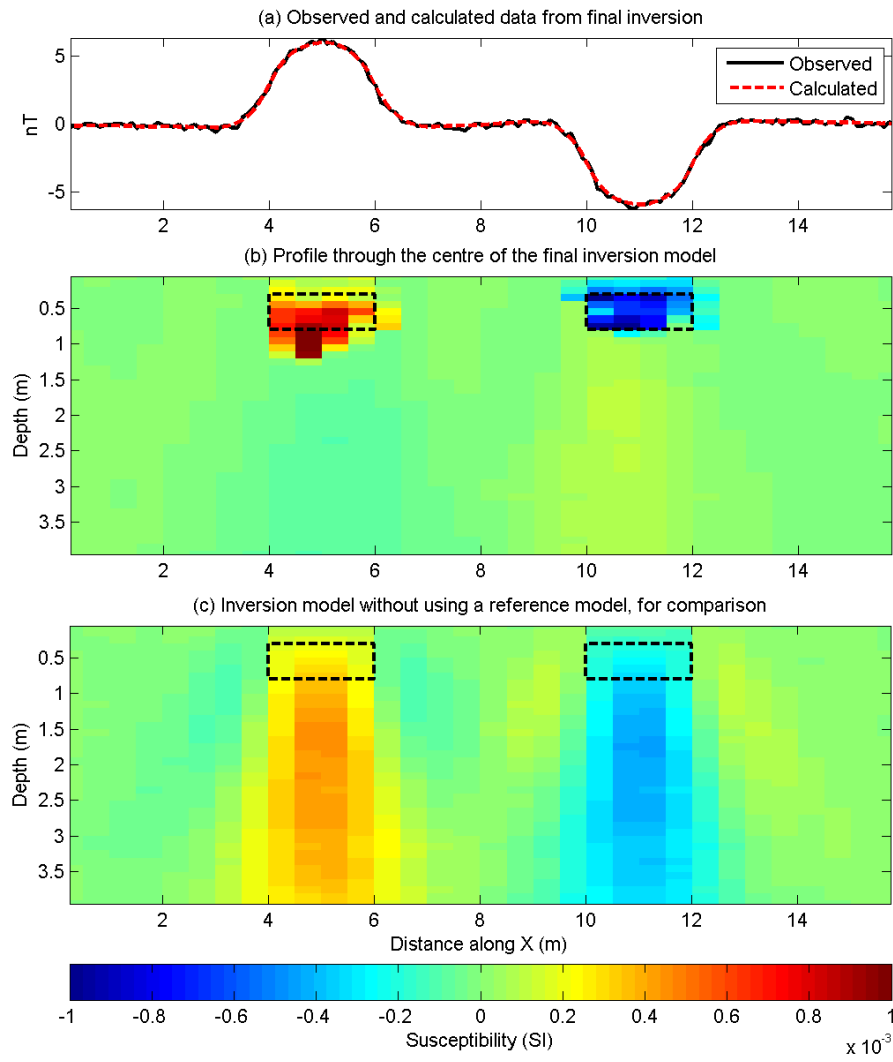 (a) Observed and calculated data from final inversion
5
0
-5
nT
Observed
Calculated
2 4 6 8 10 12 14
(b) Profile through the centre of the final inversion model
0.5
1
1.5
2
2.5
3
3.5
Depth (m)
2 4 6 8 10 12 14
(c) Inversion model without using a reference model, for comparison
0.5
1
1.5
2
2.5
3
3.5
Depth (m)
2 4 6 8 10 12 14
Distance along X (m)
-1 -0.8 -0.6 -0.4 -0.2 0 0.2 0.4 0.6 0.8 1
Susceptibility (SI)
x 10-3